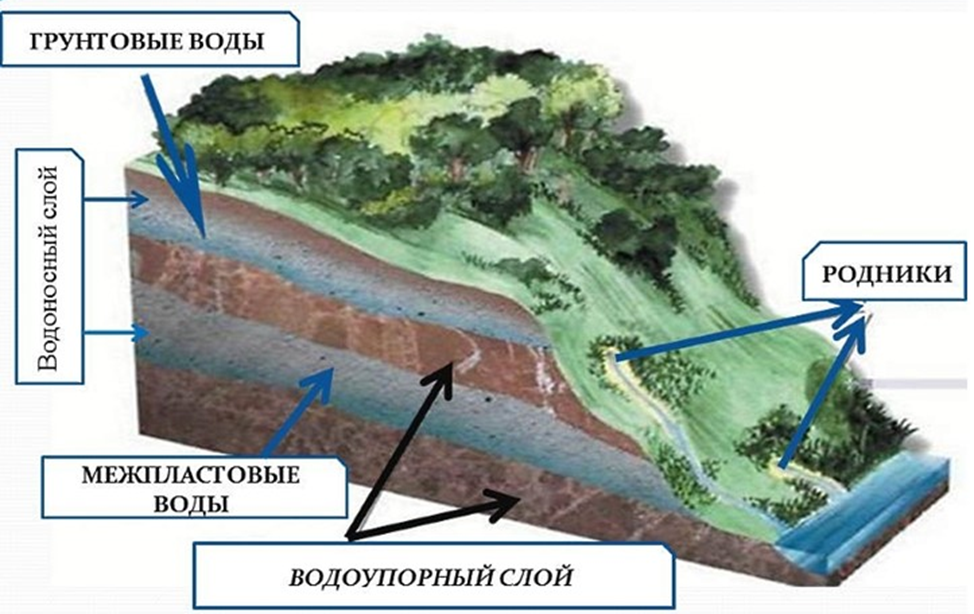 ГРУНТОВЫЕ ВОДЫ
Водоносный слой
РОДНИКИ
МЕЖПЛАСТОВЫЕ
ВОДЫ
ВОДОУПОРНЫЙ СЛОЙ